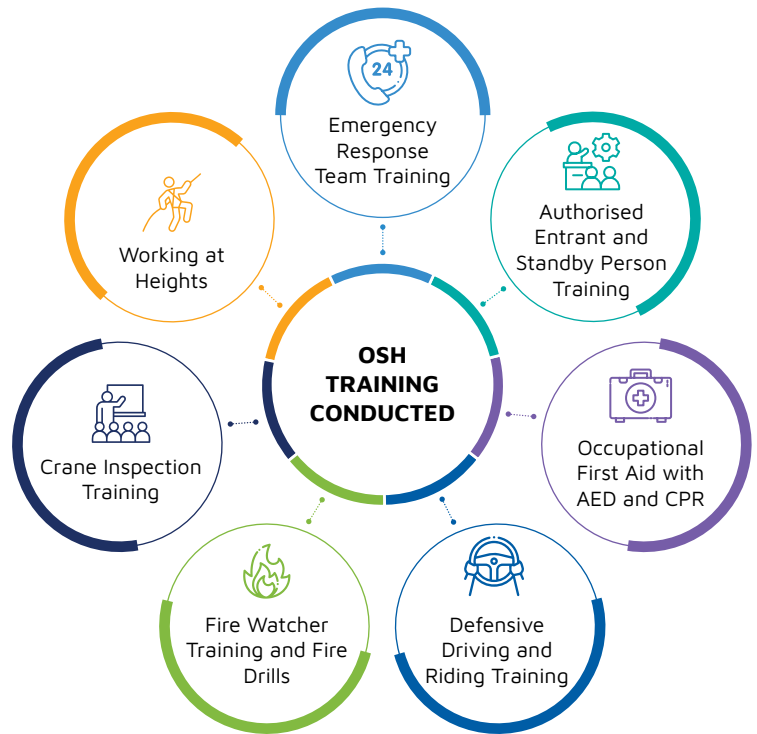 24
Emergency
Response
Team Training
Authorised
Entrant and
Standby Person
Training
Occupational
First Aid with
AED and CPR
Defensive
Driving and
Riding Training
Fire Watcher
Training and Fire
Drills
Crane Inspection
Training
Working at
Heights
OSH
TRAINING
CONDUCTED